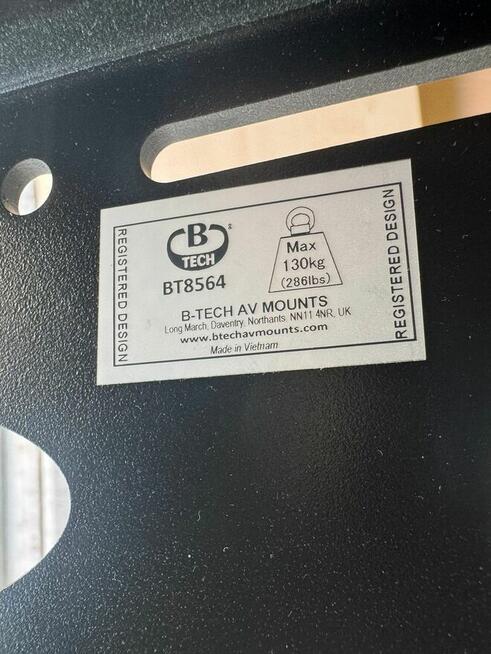 REGISTERED DESIGN
B
TECH
BT8564
Max
130kg
(286lbs)
B-TECH AV MOUNTS
Long March, Daventry, Northants, NN11 4NR, UK
www.btechavmounts.com
Made in Vietnam
REGISTERED DESIGN